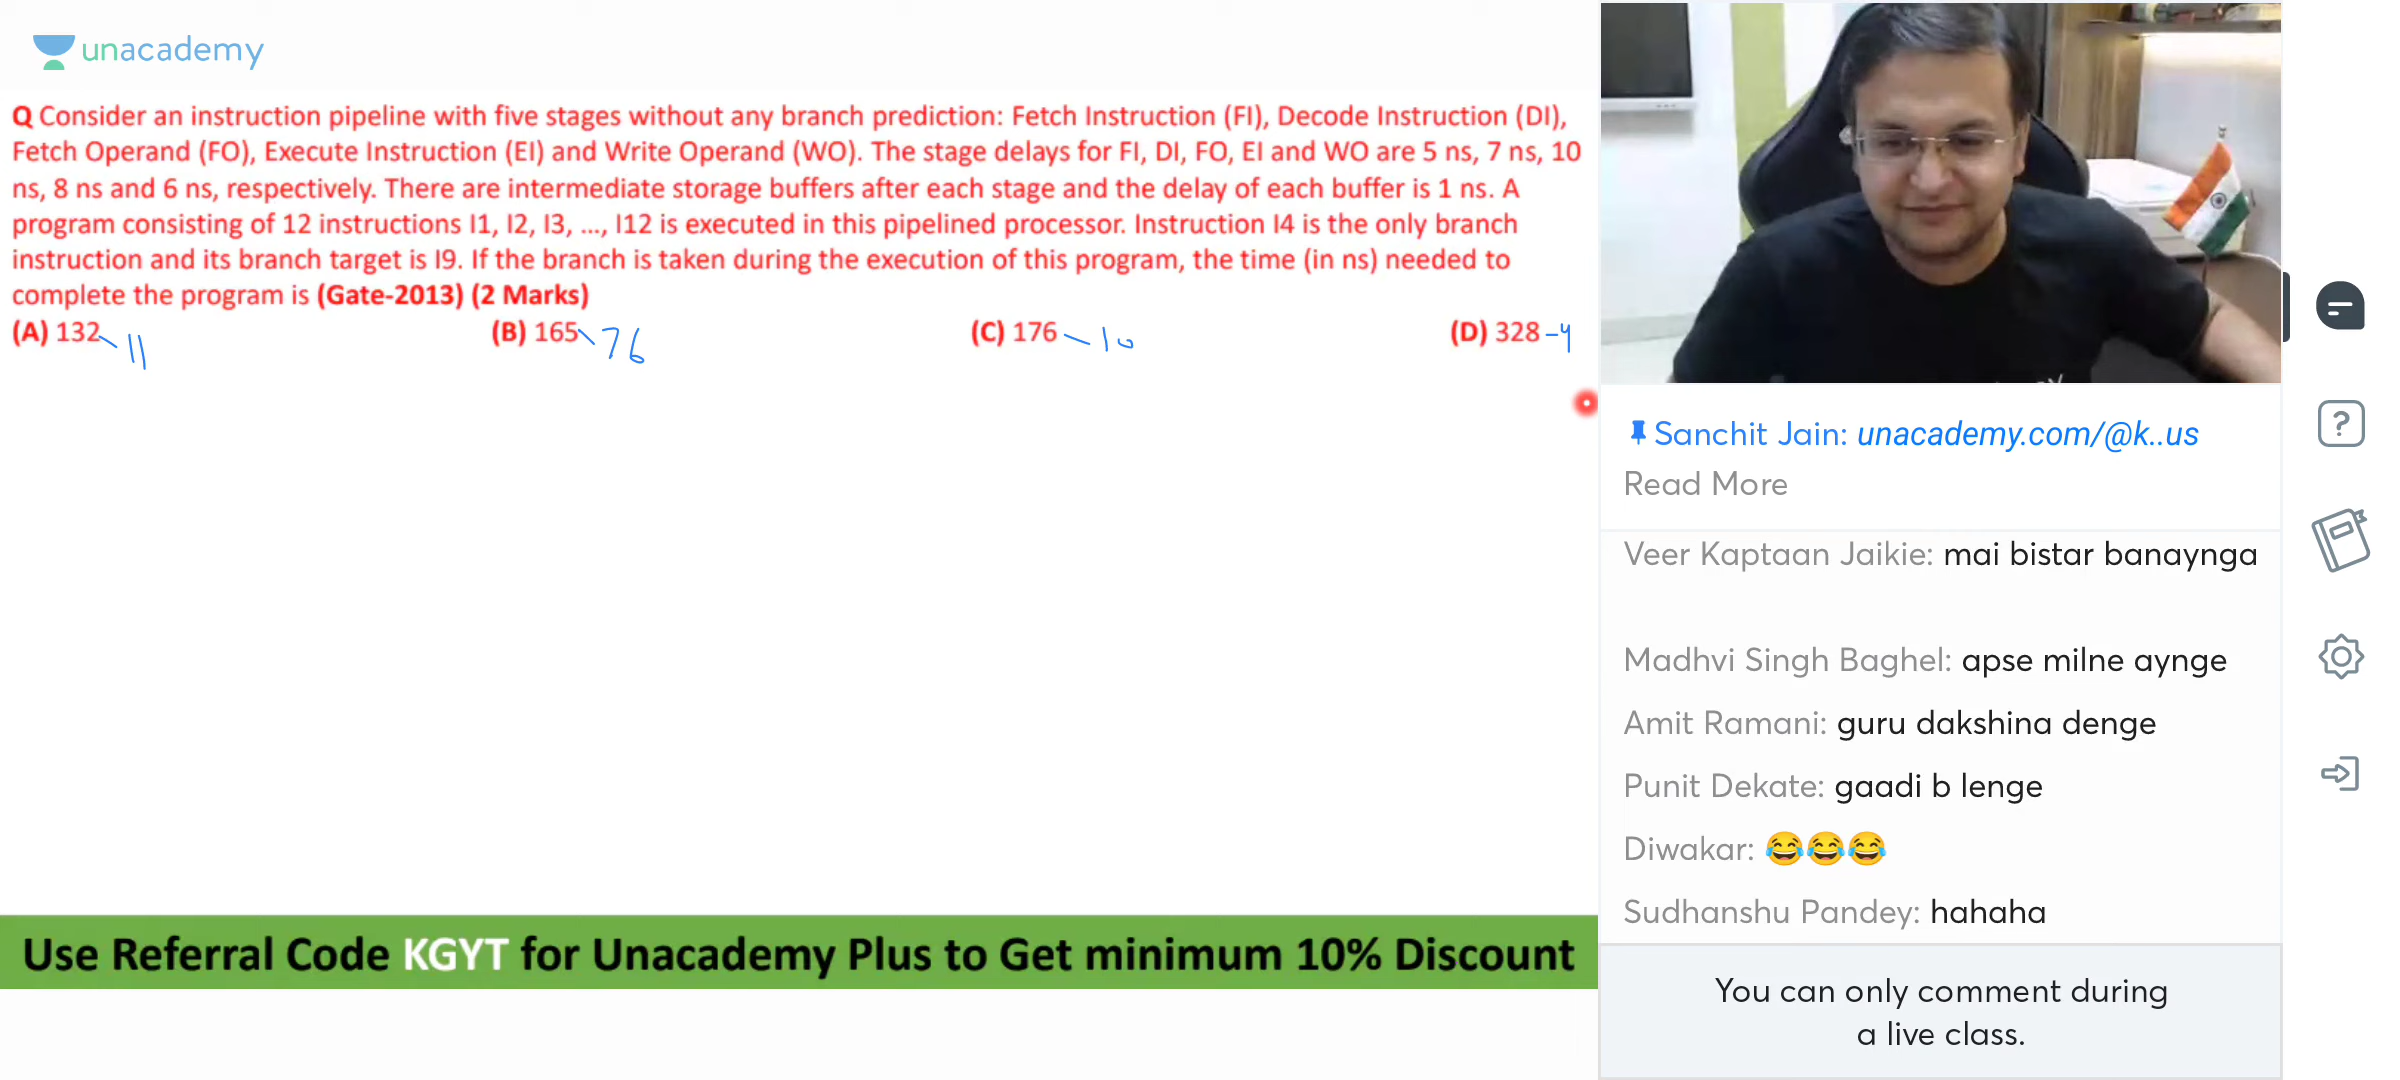 unacademy
Q Consider an instruction pipeline with five stages without any branch prediction: Fetch Instruction (FI), Decode Instruction (DI),
Fetch Operand (FO), Execute Instruction (EI) and Write Operand (WO). The stage delays for FI, DI, FO, EI and WO are 5 ns, 7 ns, 10
ns, 8 ns and 6 ns, respectively. There are intermediate storage buffers after each stage and the delay of each buffer is 1 ns. A
program consisting of 12 instructions I1, I2, I3, ..., I12 is executed in this pipelined processor. Instruction I4 is the only branch
instruction and its branch target is I9. If the branch is taken during the execution of this program, the time (in ns) needed to
complete the program is (Gate-2013) (2 Marks)
(A) 132 (B) 165 (C) 176 (D) 328
11 76 10 4
Use Referral Code KGYT for Unacademy Plus to Get minimum 10% Discount
Sanchit Jain: unacademy.com/@k..us
Read More
Veer Kaptaan Jaikie: mai bistar banaynga
Madhvi Singh Baghel: apse milne aynge
Amit Ramani: guru dakshina denge
Punit Dekate: gaadi b lenge
Diwakar: 😂😂😂
Sudhanshu Pandey: hahaha
You can only comment during
a live class.